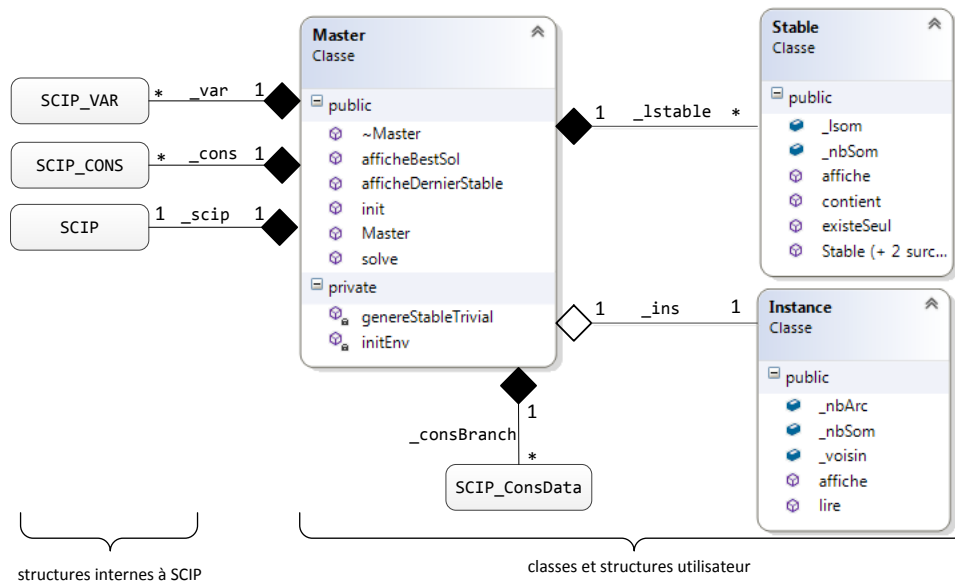 Master
Classe
public
~Master
afficheBestSol
afficheDernierStable
init
Master
solve
private
genereStableTrivial
initEnv
SCIP_VAR
* _var 1
SCIP_CONS
* _cons 1
SCIP
1 _scip 1
1 _lstable *
Stable
Classe
public
_lsom
_nbSom
affiche
contient
existeSeul
Stable (+ 2 surc...
1 _ins 1
Instance
Classe
public
_nbArc
_nbSom
_voisin
affiche
lire
1
_consBranch
*
SCIP_ConsData
structures internes à SCIP
classes et structures utilisateur